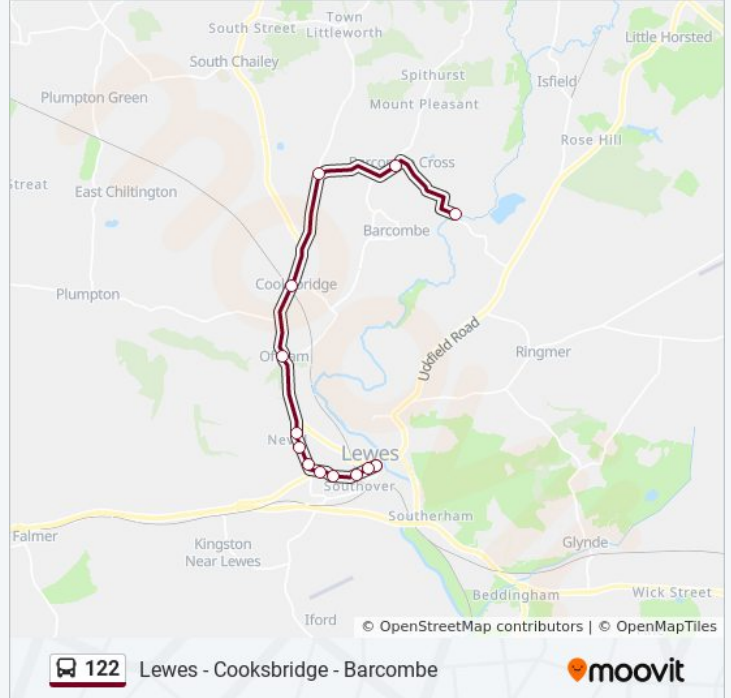 Town
Littleworth
South Street
Little Horsted
South Chailey
Spithurst
Isfield
Plumpton Green
Mount Pleasant
Rose Hill
Cross
Streat
East Chiltington
Barcombe
Plumpton
Uckfield Road
Ringmer
Lewes
Southover
Southerham
Falmer
Kingston
Near Lewes
Glynde
Beddingham
Wick Street
Iford
© OpenStreetMap contributors | © OpenMapTiles
122 Lewes - Cooksbridge - Barcombe
moovit